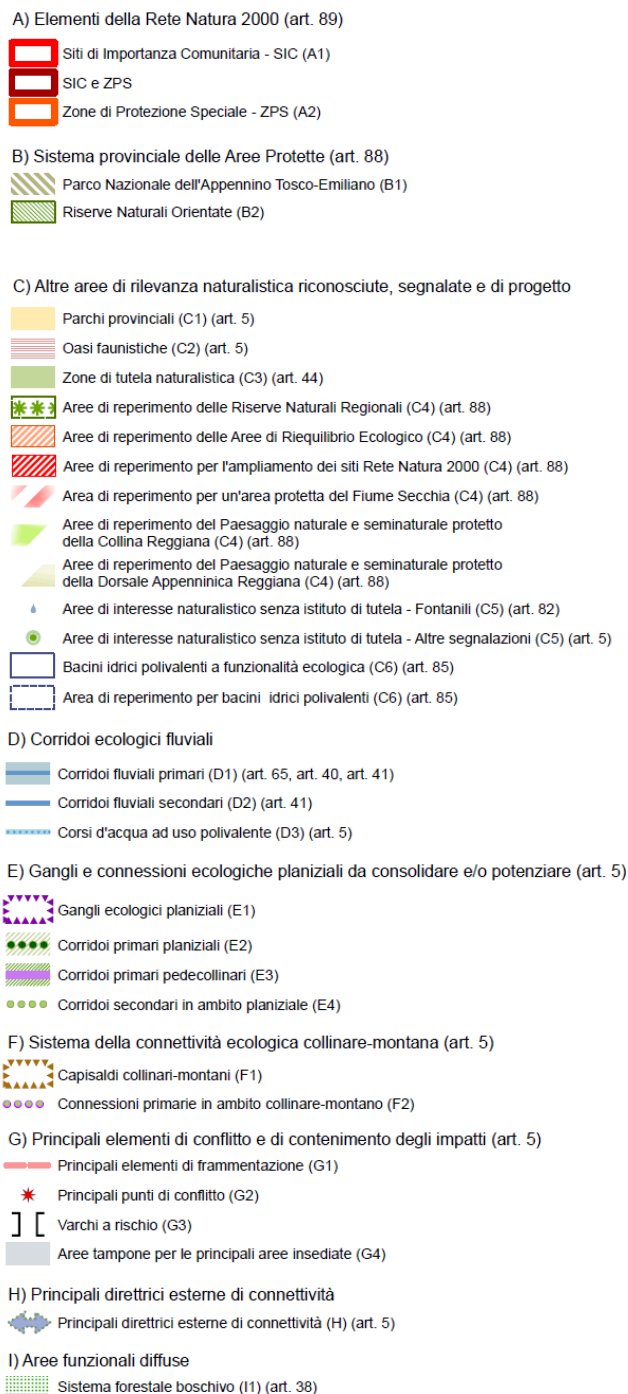 A) Elementi della Rete Natura 2000 (art. 89)
Siti di Importanza Comunitaria - SIC (A1)
SIC e ZPS
Zone di Protezione Speciale - ZPS (A2)
B) Sistema provinciale delle Aree Protette (art. 88)
Parco Nazionale dell'Appennino Tosco-Emiliano (B1)
Riserve Naturali Orientate (B2)
C) Altre aree di rilevanza naturalistica riconosciute, segnalate e di progetto
Parchi provinciali (C1) (art. 5)
Oasi faunistiche (C2) (art. 5)
Zone di tutela naturalistica (C3) (art. 44)
Aree di reperimento delle Riserve Naturali Regionali (C4) (art. 88)
Aree di reperimento delle Aree di Riequilibrio Ecologico (C4) (art. 88)
Aree di reperimento per l'ampliamento dei siti Rete Natura 2000 (C4) (art. 88)
Area di reperimento per un'area protetta del Fiume Secchia (C4) (art. 88)
Aree di reperimento del Paesaggio naturale e seminaturale protetto
della Collina Reggiana (C4) (art. 88)
Aree di reperimento del Paesaggio naturale e seminaturale protetto
della Dorsale Appenninica Reggiana (C4) (art. 88)
Aree di interesse naturalistico senza istituto di tutela - Fontanili (C5) (art. 82)
Aree di interesse naturalistico senza istituto di tutela - Altre segnalazioni (C5) (art. 5)
Bacini idrici polivalenti a funzionalità ecologica (C6) (art. 85)
Area di reperimento per bacini idrici polivalenti (C6) (art. 85)
D) Corridoi ecologici fluviali
Corridoi fluviali primari (D1) (art. 65, art. 40, art. 41)
Corridoi fluviali secondari (D2) (art. 41)
Corsi d'acqua ad uso polivalente (D3) (art. 5)
E) Gangli e connessioni ecologiche planiziali da consolidare e/o potenziare (art. 5)
Gangli ecologici planiziali (E1)
Corridoi primari planiziali (E2)
Corridoi primari pedecollinari (E3)
Corridoi secondari in ambito planiziale (E4)
F) Sistema della connettività ecologica collinare-montana (art. 5)
Capisaldi collinari-montani (F1)
Connessioni primarie in ambito collinare-montano (F2)
G) Principali elementi di conflitto e di contenimento degli impatti (art. 5)
Principali elementi di frammentazione (G1)
Principali punti di conflitto (G2)
Varchi a rischio (G3)
Aree tampone per le principali aree insediate (G4)
H) Principali direttrici esterne di connettività
Principali direttrici esterne di connettività (H) (art. 5)
I) Aree funzionali diffuse
Sistema forestale boschivo (I1) (art. 38)